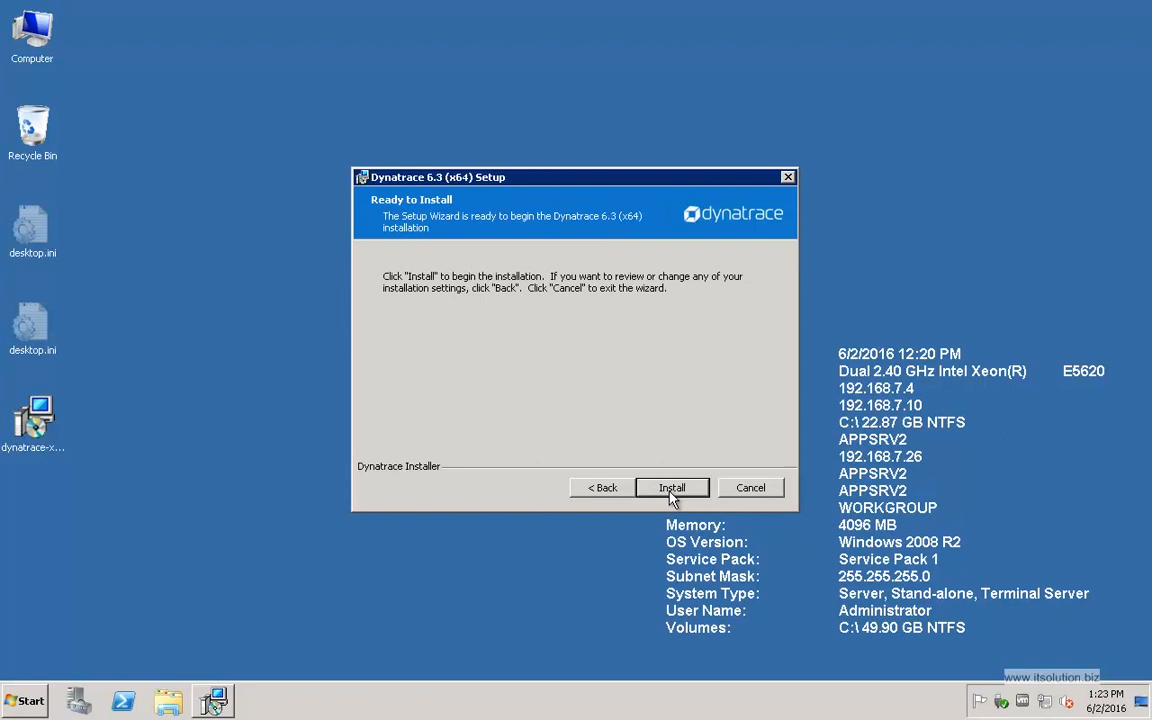 Computer
Recycle Bin
desktop.ini
desktop.ini
dynatrace-x...
Dynatrace 6.3 (x64) Setup
Ready to Install
The Setup Wizard is ready to begin the Dynatrace 6.3 (x64)
installation
dynatrace
Click "Install" to begin the installation. If you want to review or change any of your
installation settings, click "Back". Click "Cancel" to exit the wizard.
Dynatrace Installer
< Back
Install
Cancel
6/2/2016 12:20 PM
Dual 2.40 GHz Intel Xeon(R) E5620
192.168.7.4
192.168.7.10
C:\ 22.87 GB NTFS
APPSRV2
192.168.7.26
APPSRV2
APPSRV2
WORKGROUP
Memory: 4096 MB
OS Version: Windows 2008 R2
Service Pack: Service Pack 1
Subnet Mask: 255.255.255.0
System Type: Server, Stand-alone, Terminal Server
User Name: Administrator
Volumes: C:\ 49.90 GB NTFS
www.itsolution.biz
Start
1:23 PM
6/2/2016